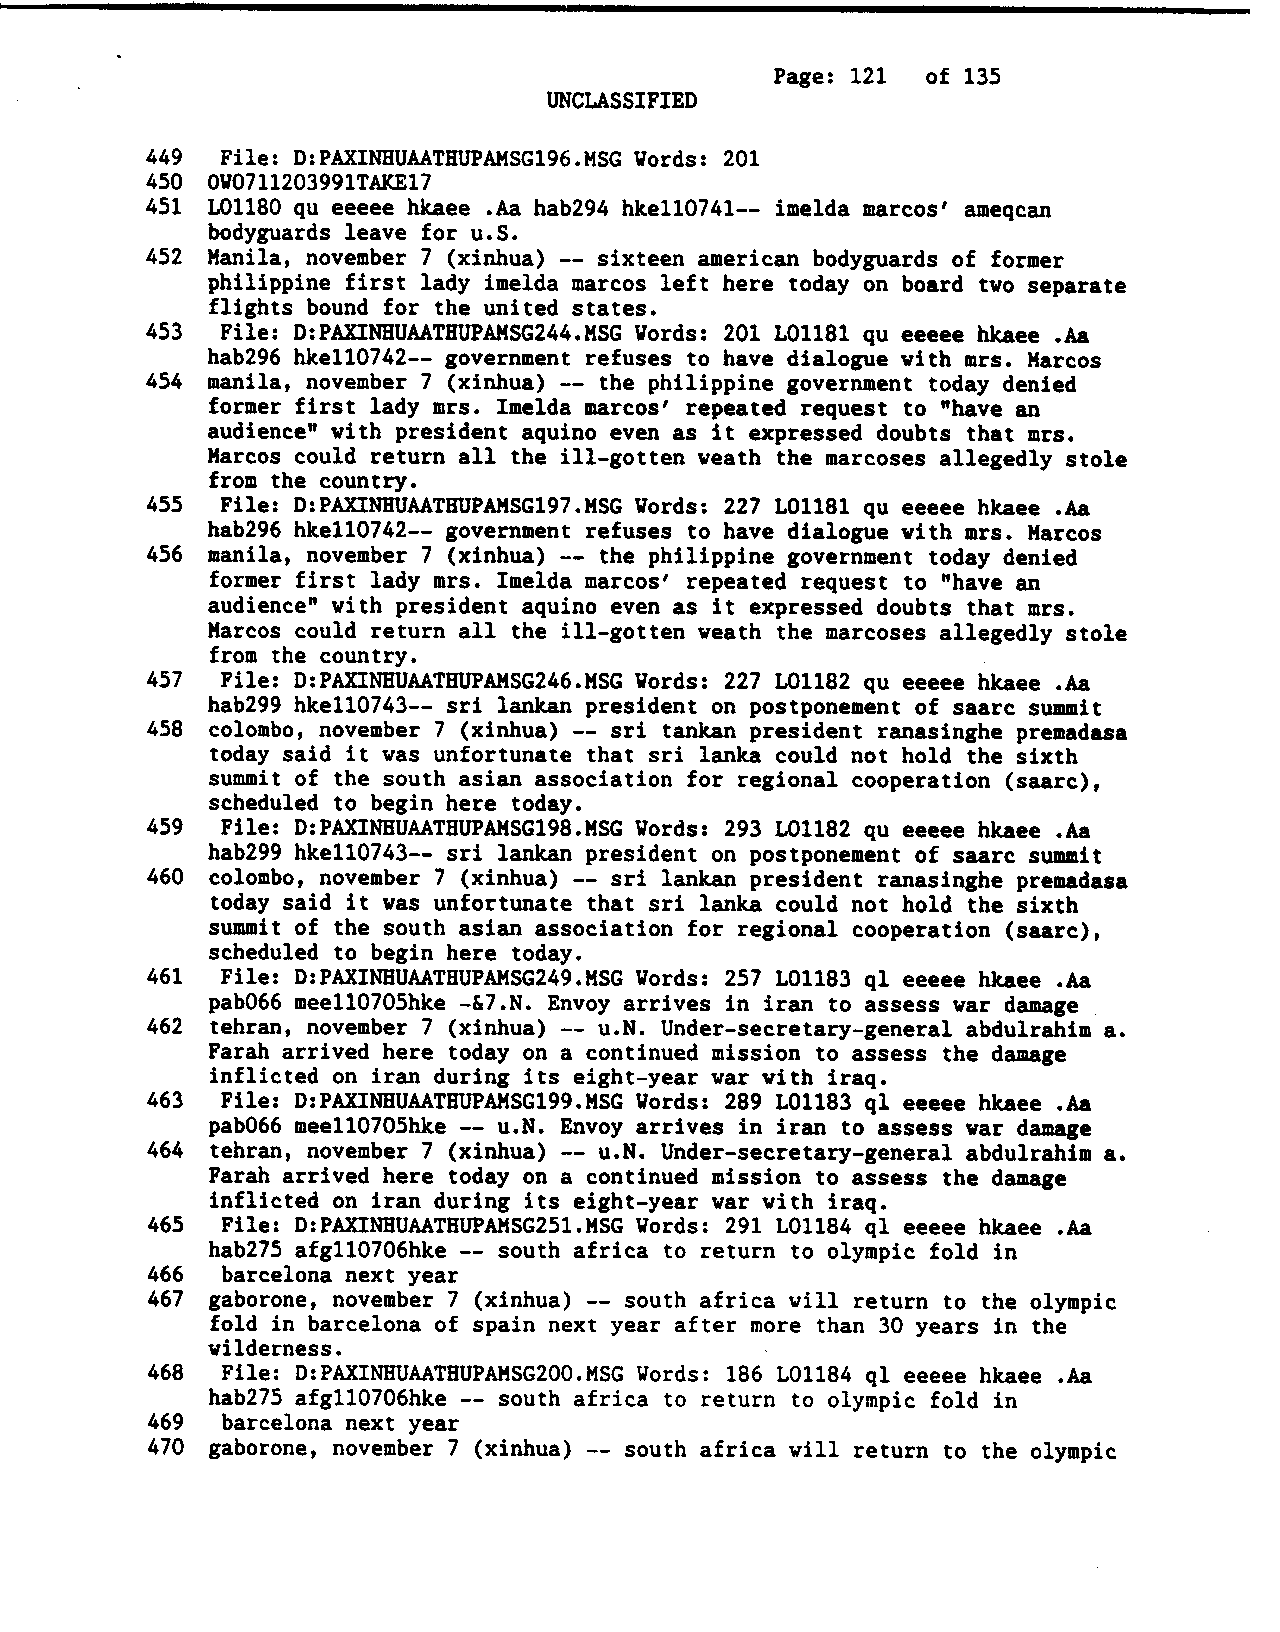 Page: 121 of 135
UNCLASSIFIED
449 File: D:PAXINHUAATHUPAMSG196.MSG Words: 201
450 OW0711203991TAKE17
451 LO1180 qu eeeee hkaee .Aa hab294 hke110741-- imelda marcos' ameqcan
bodyguards leave for u.S.
452 Manila, november 7 (xinhua) -- sixteen american bodyguards of former
philippine first lady imelda marcos left here today on board two separate
flights bound for the united states.
453 File: D:PAXINHUAATHUPAMSG244.MSG Words: 201 LO1181 qu eeeee hkaee .Aa
hab296 hke110742-- government refuses to have dialogue with mrs. Marcos
454 manila, november 7 (xinhua) -- the philippine government today denied
former first lady mrs. Imelda marcos' repeated request to "have an
audience" with president aquino even as it expressed doubts that mrs.
Marcos could return all the ill-gotten weath the marcoses allegedly stole
from the country.
455 File: D:PAXINHUAATHUPAMSG197.MSG Words: 227 LO1181 qu eeeee hkaee .Aa
hab296 hke110742-- government refuses to have dialogue with mrs. Marcos
456 manila, november 7 (xinhua) -- the philippine government today denied
former first lady mrs. Imelda marcos' repeated request to "have an
audience" with president aquino even as it expressed doubts that mrs.
Marcos could return all the ill-gotten weath the marcoses allegedly stole
from the country.
457 File: D:PAXINHUAATHUPAMSG246.MSG Words: 227 LO1182 qu eeeee hkaee .Aa
hab299 hke110743-- sri lankan president on postponement of saarc summit
458 colombo, november 7 (xinhua) -- sri tankan president ranasinghe premadasa
today said it was unfortunate that sri lanka could not hold the sixth
summit of the south asian association for regional cooperation (saarc),
scheduled to begin here today.
459 File: D:PAXINHUAATHUPAMSG198.MSG Words: 293 LO1182 qu eeeee hkaee .Aa
hab299 hke110743-- sri lankan president on postponement of saarc summit
460 colombo, november 7 (xinhua) -- sri lankan president ranasinghe premadasa
today said it was unfortunate that sri lanka could not hold the sixth
summit of the south asian association for regional cooperation (saarc),
scheduled to begin here today.
461 File: D:PAXINHUAATHUPAMSG249.MSG Words: 257 LO1183 ql eeeee hkaee .Aa
pab066 mee110705hke -&7.N. Envoy arrives in iran to assess war damage
462 tehran, november 7 (xinhua) -- u.N. Under-secretary-general abdulrahim a.
Farah arrived here today on a continued mission to assess the damage
inflicted on iran during its eight-year war with iraq.
463 File: D:PAXINHUAATHUPAMSG199.MSG Words: 289 LO1183 ql eeeee hkaee .Aa
pab066 mee110705hke -- u.N. Envoy arrives in iran to assess war damage
464 tehran, november 7 (xinhua) -- u.N. Under-secretary-general abdulrahim a.
Farah arrived here today on a continued mission to assess the damage
inflicted on iran during its eight-year war with iraq.
465 File: D:PAXINHUAATHUPAMSG251.MSG Words: 291 LO1184 ql eeeee hkaee .Aa
hab275 afg110706hke -- south africa to return to olympic fold in
466 barcelona next year
467 gaborone, november 7 (xinhua) -- south africa will return to the olympic
fold in barcelona of spain next year after more than 30 years in the
wilderness.
468 File: D:PAXINHUAATHUPAMSG200.MSG Words: 186 LO1184 ql eeeee hkaee .Aa
hab275 afg110706hke -- south africa to return to olympic fold in
469 barcelona next year
470 gaborone, november 7 (xinhua) -- south africa will return to the olympic